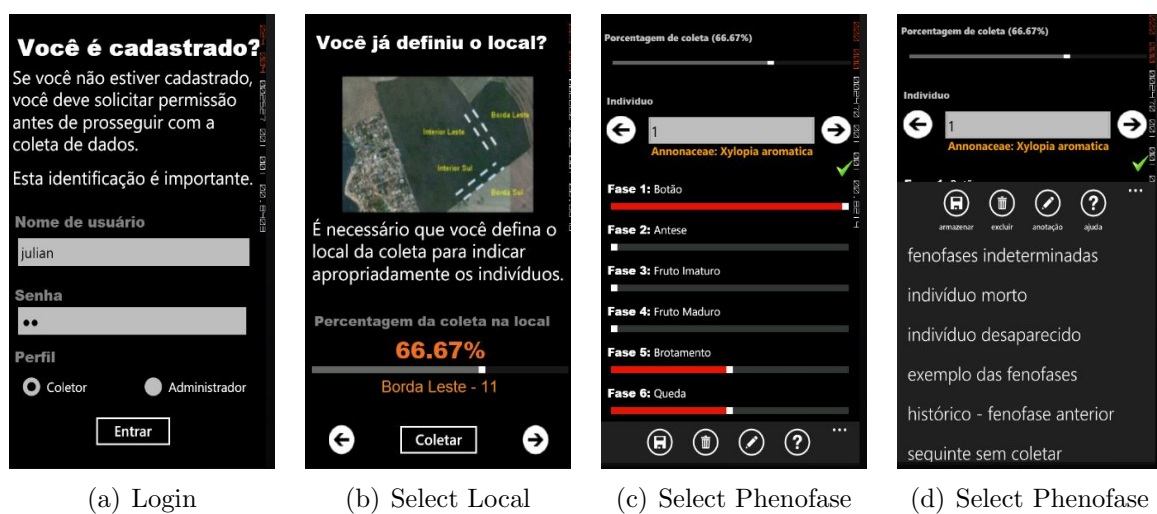 Você é cadastrado?
Se você não estiver cadastrado,
você deve solicitar permissão
antes de prosseguir com a
coleta de dados.
Esta identificação é importante.
Nome de usuário
julian
Senha
Perfil
Coletor
Administrador
Entrar
(a) Login
Você já definiu o local?
Borda Leste
Interior Leste
Interior Sul
Borda Sul
É necessário que você defina o
local da coleta para indicar
apropriadamente os indivíduos.
Percentagem da coleta na local
66.67%
Borda Leste - 11
Coletar
(b) Select Local
Porcentagem de coleta (66.67%)
Individuo
1
Annonaceae: Xylopia aromatica
Fase 1: Botão
Fase 2: Antese
Fase 3: Fruto Imaturo
Fase 4: Fruto Maduro
Fase 5: Brotamento
Fase 6: Queda
...
(c) Select Phenofase
Porcentagem de coleta (66.67%)
Individuo
1
Annonaceae: Xylopia aromatica
...
armazenar excluir anotação ajuda
fenofases indeterminadas
indivíduo morto
indivíduo desaparecido
exemplo das fenofases
histórico - fenofase anterior
seguinte sem coletar
(d) Select Phenofase